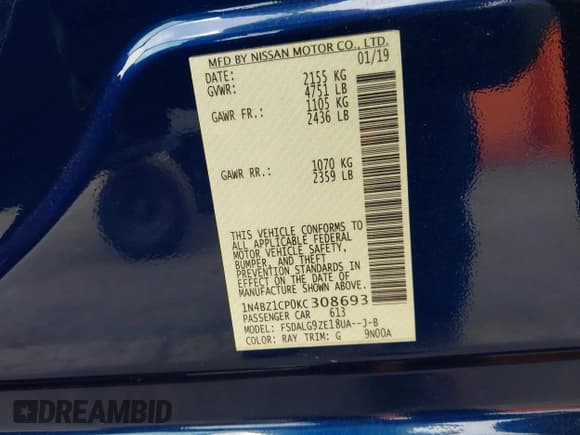 MFD BY NISSAN MOTOR CO., LTD.
DATE: 01/19
GVWR: 2155 KG
4751 LB
GAWR FR.: 1105 KG
2436 LB
GAWR RR.: 1070 KG
2359 LB
THIS VEHICLE CONFORMS TO
ALL APPLICABLE FEDERAL
MOTOR VEHICLE SAFETY,
BUMPER, AND THEFT
PREVENTION STANDARDS IN
EFFECT ON THE DATE OF
MANUFACTURE SHOWN ABOVE.
1N4BZ1CP0KC308693
PASSENGER CAR 613
MODEL: FSDALG9ZE18UA--J-B
COLOR: RAY TRIM: G 9N00A
DREAMBID